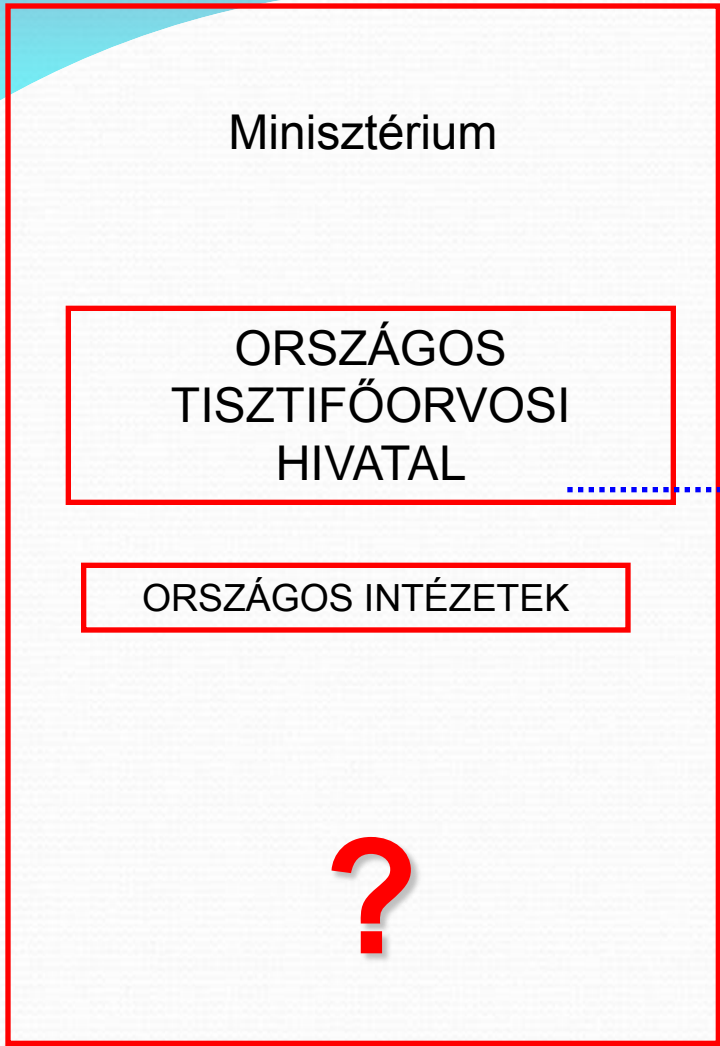 Minisztérium
ORSZÁGOS
TISZTIFŐORVOSI
HIVATAL
ORSZÁGOS INTÉZETEK
?